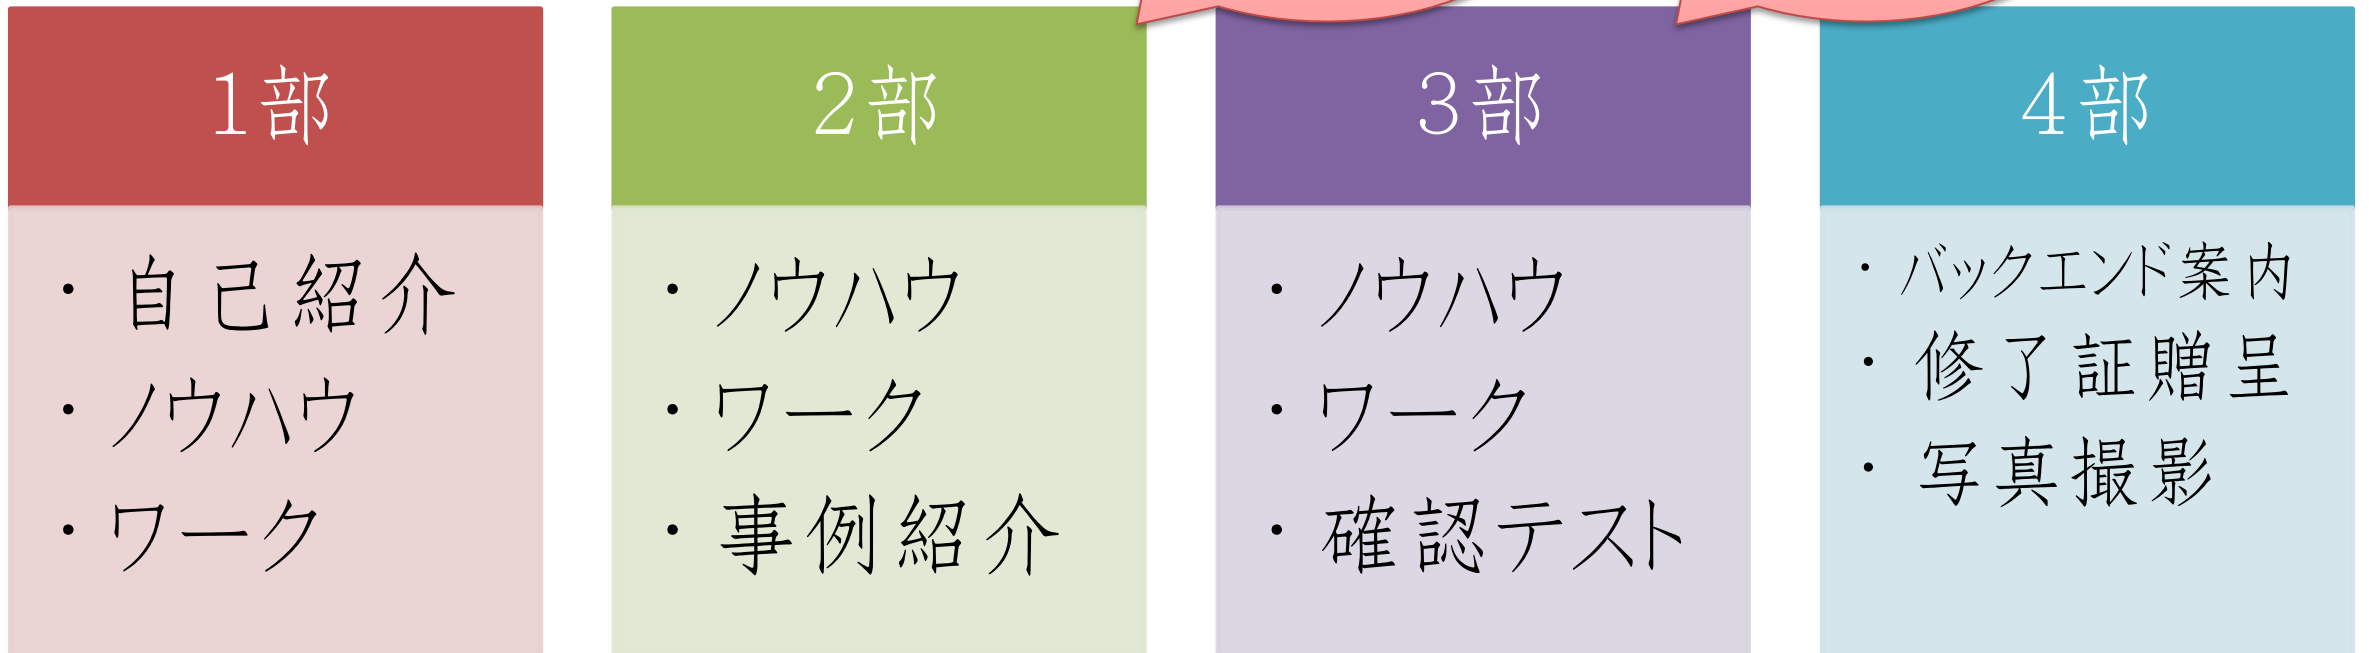 1部
・自己紹介
・ノウハウ
・ワーク
2部
・ノウハウ
・ワーク
・事例紹介
3部
・ノウハウ
・ワーク
・確認テスト
4部
・バックエンド案内
・修了証贈呈
・写真撮影